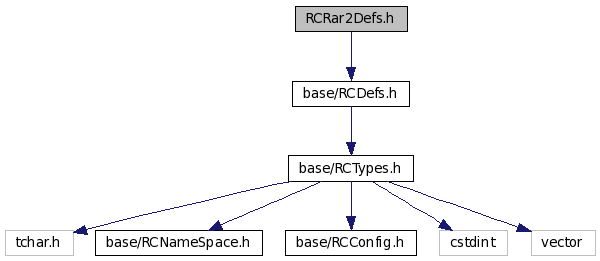 RCRar2Defs.h
base/RCDefs.h
base/RCTypes.h
tchar.h
base/RCNameSpace.h
base/RCConfig.h
cstdint
vector